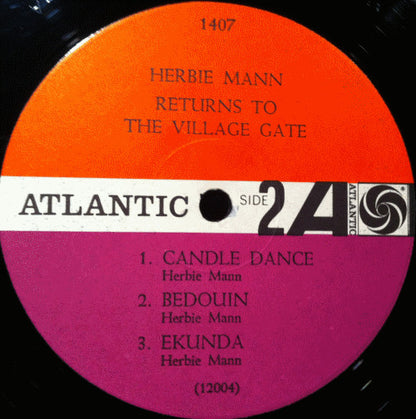 1407
HERBIE MANN
RETURNS TO
THE VILLAGE GATE
ATLANTIC SIDE 2 A ATLANTIC
1. CANDLE DANCE
Herbie Mann
2. BEDOUIN
Herbie Mann
3. EKUNDA
Herbie Mann
(12004)